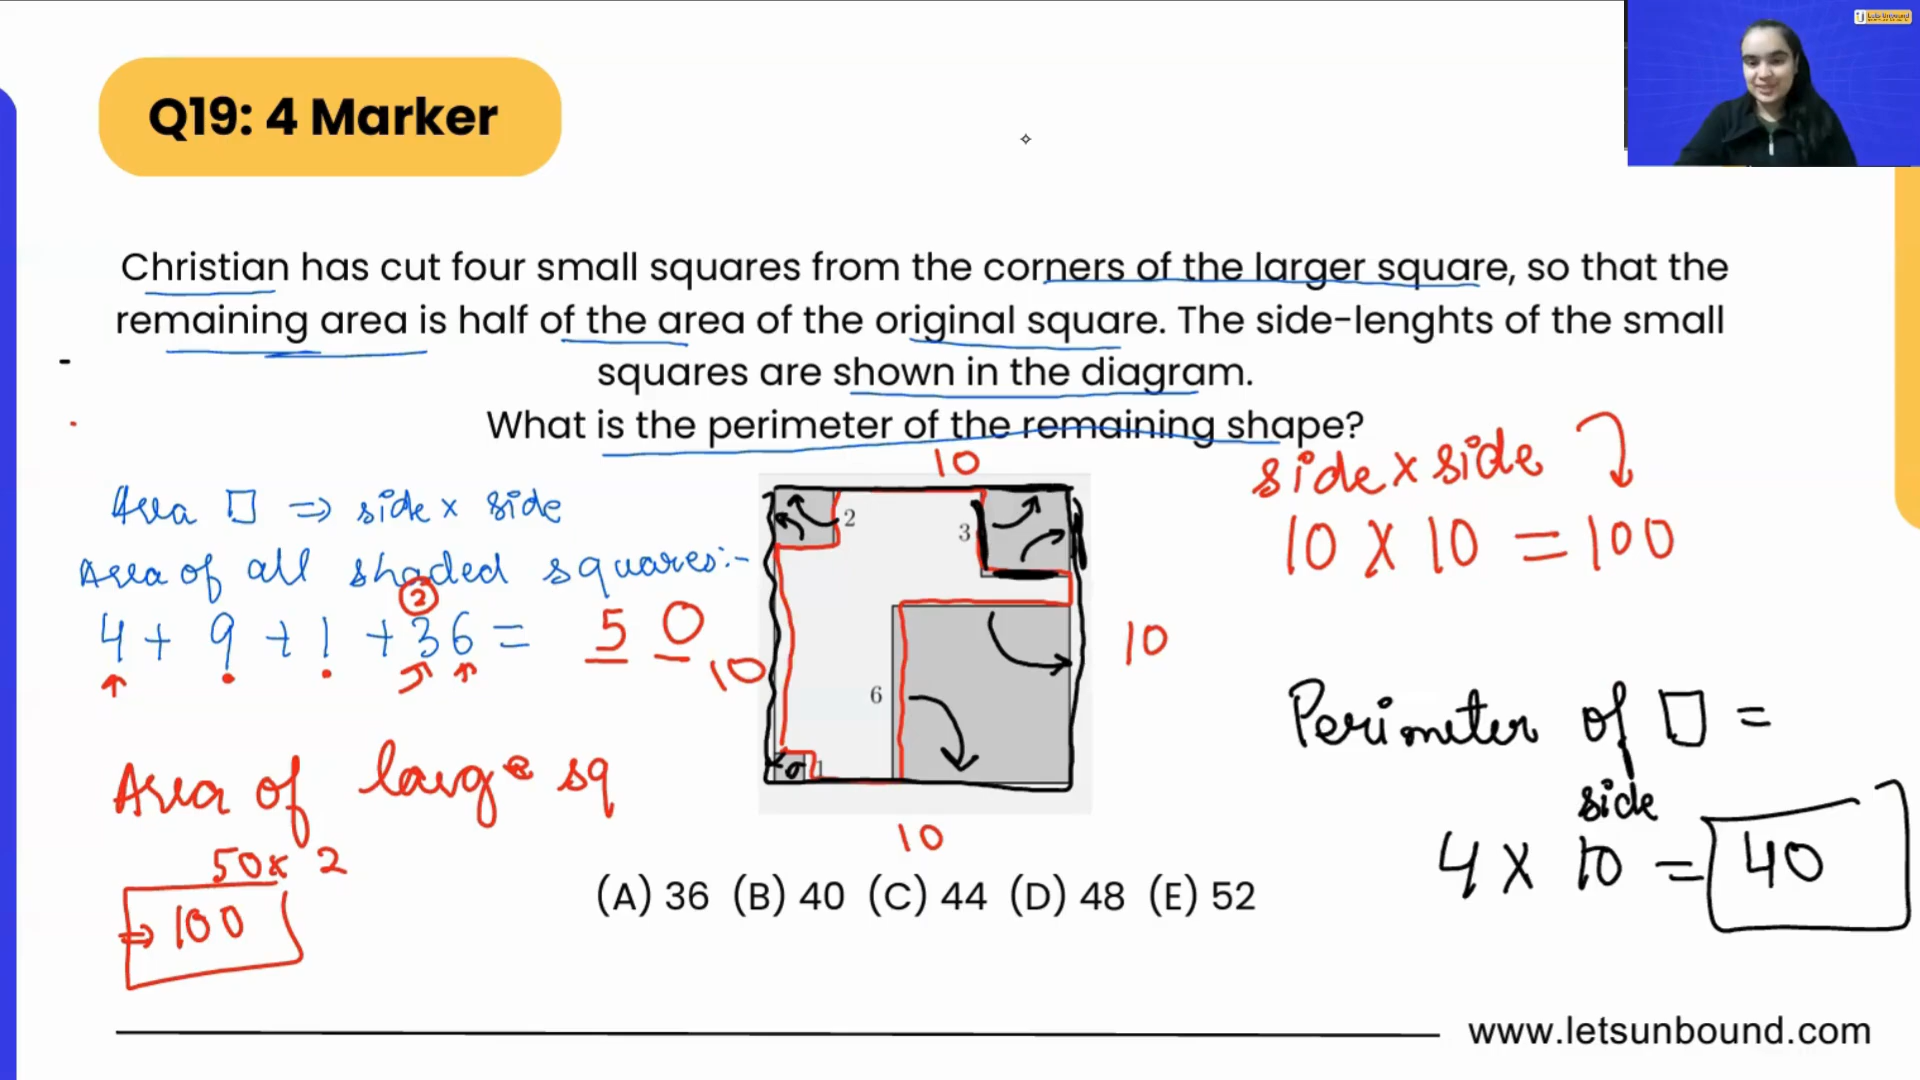 Q19: 4 Marker
Christian has cut four small squares from the corners of the larger square, so that the
remaining area is half of the area of the original square. The side-lenghts of the small
squares are shown in the diagram.
What is the perimeter of the remaining shape?
Area □ ⇒ side x side
Area of all shaded squares:-
2
4 + 9 + 1 + 36 = 50
Area of large sq
50 x 2
⇒ 100
10
2
3
10
10
6
1
10
side x side
10 X 10 = 100
Perimeter of □ =
side
4 X 10 = 40
(A) 36 (B) 40 (C) 44 (D) 48 (E) 52
www.letsunbound.com